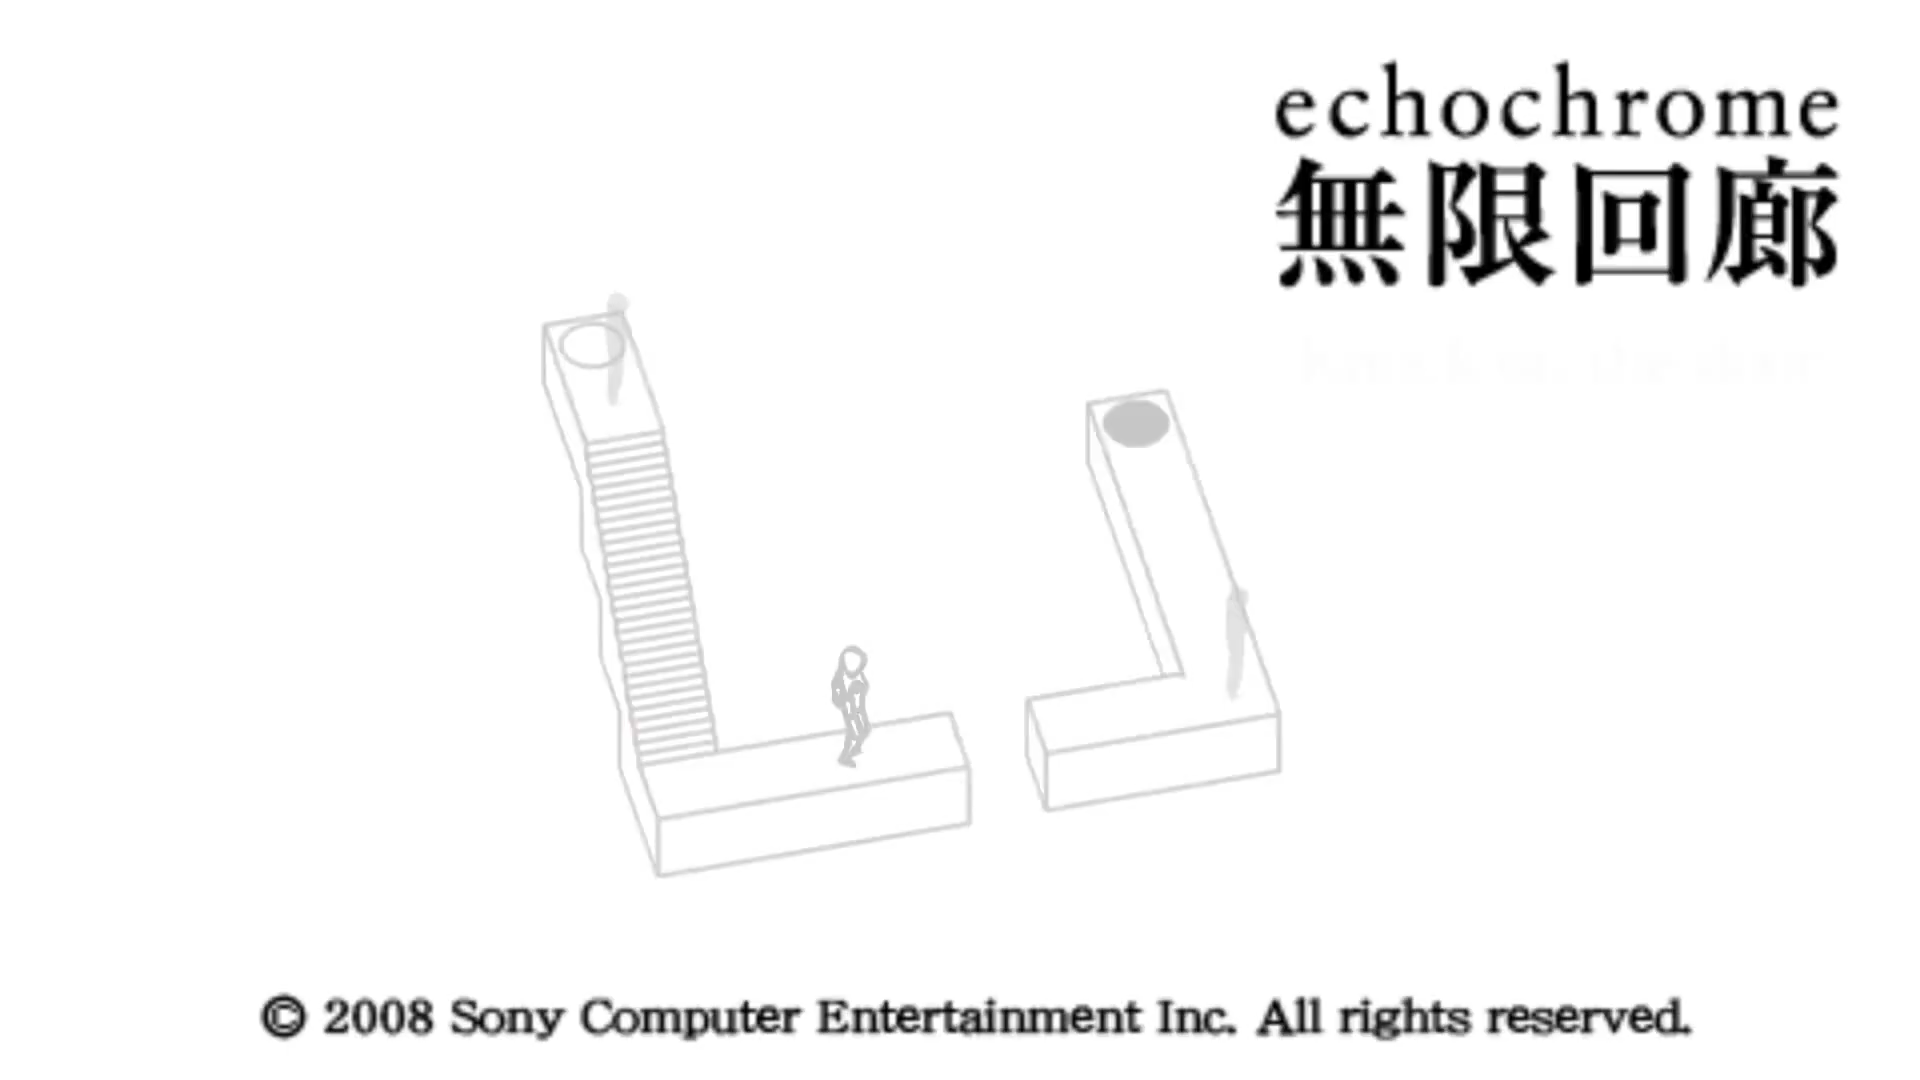 echochrome
無限回廊
© 2008 Sony Computer Entertainment Inc. All rights reserved.